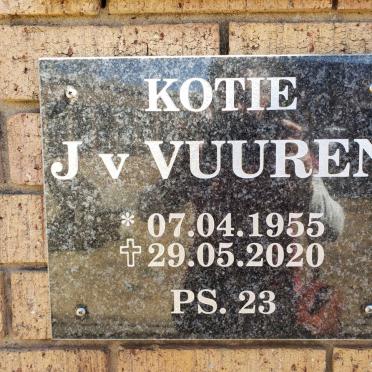 KOTIE
J v VUUREN
* 07.04.1955
✝ 29.05.2020
PS. 23